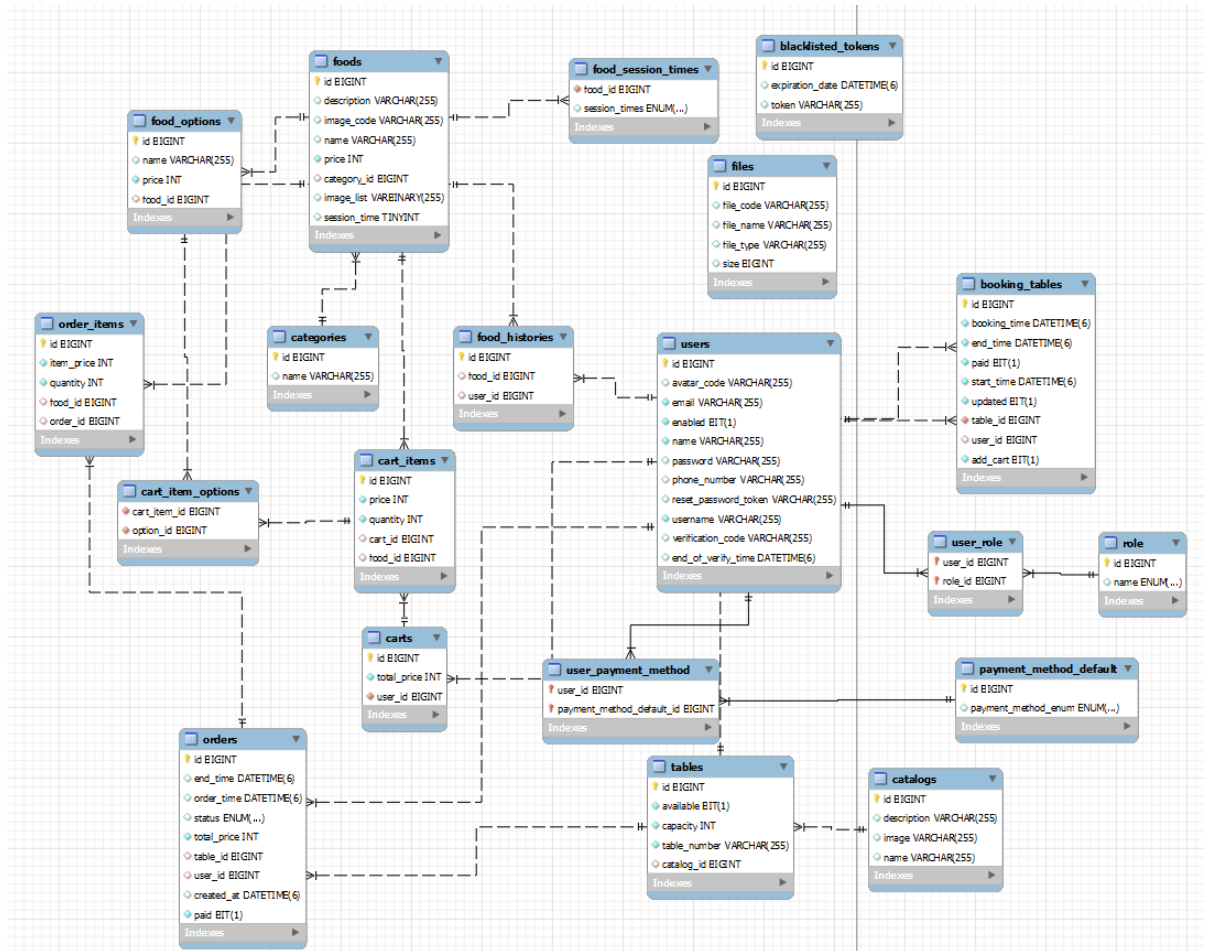 foods
id BIGINT
description VARCHAR(255)
image_code VARCHAR(255)
name VARCHAR(255)
price INT
category_id BIGINT
image_list VARBINARY(255)
session_time TINYINT
Indexes
food_session_times
food_id BIGINT
session_times ENUM(...)
Indexes
blacklisted_tokens
id BIGINT
expiration_date DATETIME(6)
token VARCHAR(255)
Indexes
food_options
id BIGINT
name VARCHAR(255)
price INT
food_id BIGINT
Indexes
files
id BIGINT
file_code VARCHAR(255)
file_name VARCHAR(255)
file_type VARCHAR(255)
size BIGINT
Indexes
booking_tables
id BIGINT
booking_time DATETIME(6)
end_time DATETIME(6)
paid BIT(1)
start_time DATETIME(6)
updated BIT(1)
table_id BIGINT
user_id BIGINT
add_cart BIT(1)
Indexes
order_items
id BIGINT
item_price INT
quantity INT
food_id BIGINT
order_id BIGINT
Indexes
categories
id BIGINT
name VARCHAR(255)
Indexes
food_histories
id BIGINT
food_id BIGINT
user_id BIGINT
Indexes
users
id BIGINT
avatar_code VARCHAR(255)
email VARCHAR(255)
enabled BIT(1)
name VARCHAR(255)
password VARCHAR(255)
phone_number VARCHAR(255)
reset_password_token VARCHAR(255)
username VARCHAR(255)
verification_code VARCHAR(255)
end_of_verify_time DATETIME(6)
Indexes
cart_items
id BIGINT
price INT
quantity INT
cart_id BIGINT
food_id BIGINT
Indexes
cart_item_options
cart_item_id BIGINT
option_id BIGINT
Indexes
user_role
user_id BIGINT
role_id BIGINT
Indexes
role
id BIGINT
name ENUM(...)
Indexes
carts
id BIGINT
total_price INT
user_id BIGINT
Indexes
user_payment_method
user_id BIGINT
payment_method_default_id BIGINT
Indexes
payment_method_default
id BIGINT
payment_method_enum ENUM(...)
Indexes
orders
id BIGINT
end_time DATETIME(6)
order_time DATETIME(6)
status ENUM(...)
total_price INT
table_id BIGINT
user_id BIGINT
created_at DATETIME(6)
paid BIT(1)
Indexes
tables
id BIGINT
available BIT(1)
capacity INT
table_number VARCHAR(255)
catalog_id BIGINT
Indexes
catalogs
id BIGINT
description VARCHAR(255)
image VARCHAR(255)
name VARCHAR(255)
Indexes